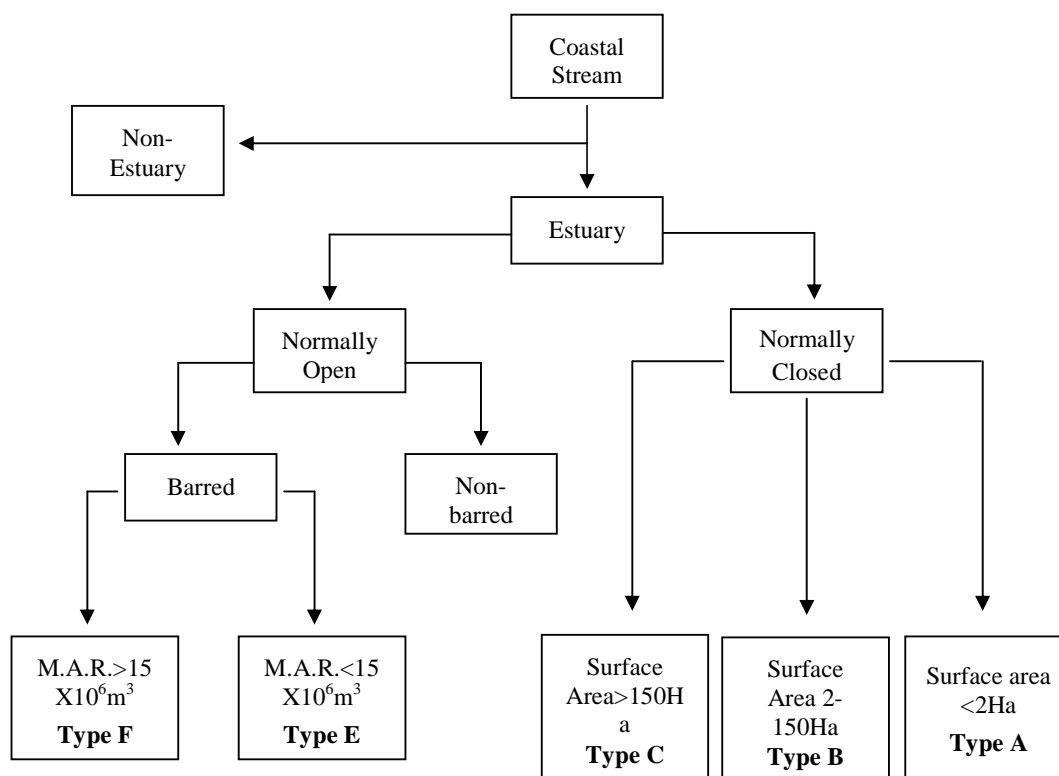 Coastal
Stream
Non-
Estuary
Estuary
Normally
Open
Normally
Closed
Barred
Non-
barred
M.A.R.>15
X10⁶m³
Type F
M.A.R.<15
X10⁶m³
Type E
Surface
Area>150H
a
Type C
Surface
Area 2-
150Ha
Type B
Surface area
<2Ha
Type A